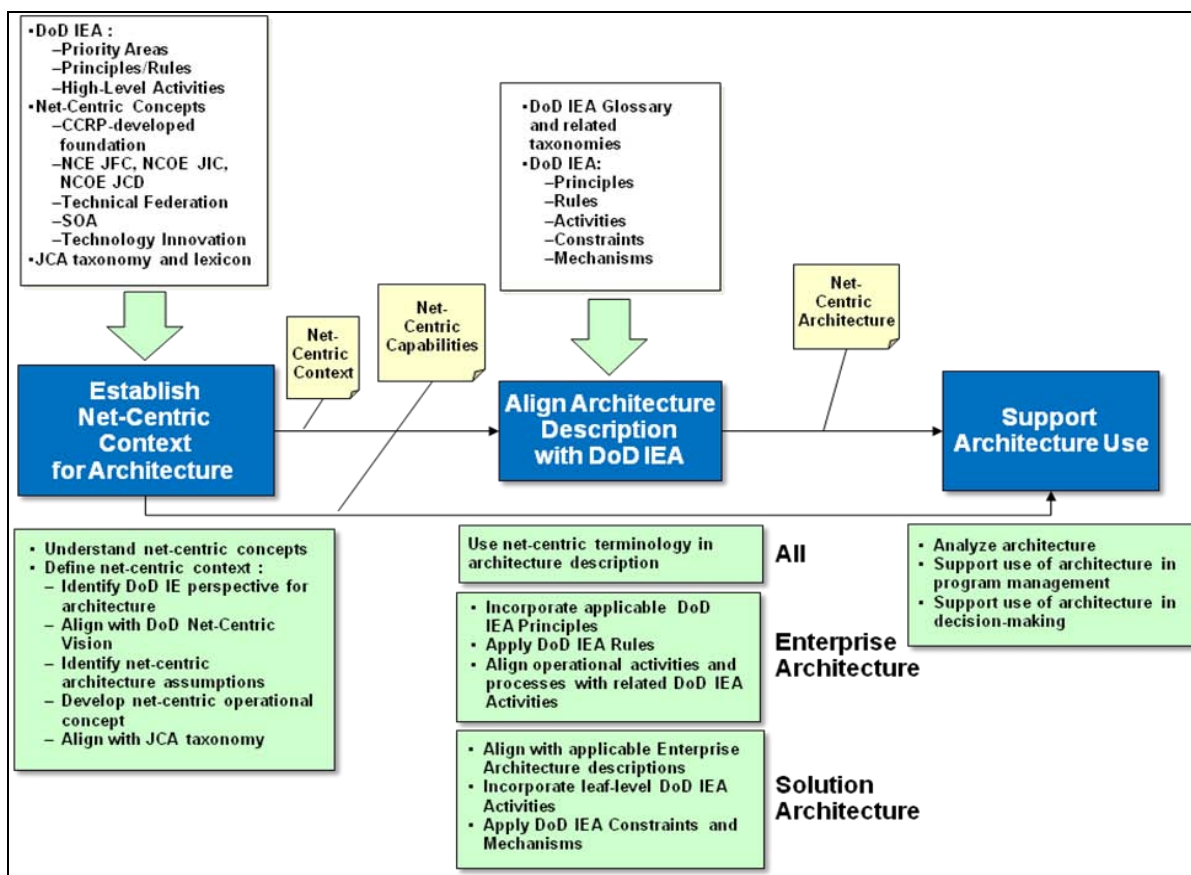 •DoD IEA :
–Priority Areas
–Principles/Rules
–High-Level Activities
•Net-Centric Concepts
–CCRP-developed
foundation
–NCE JFC, NCOE JIC,
NCOE JCD
–Technical Federation
–SOA
–Technology Innovation
•JCA taxonomy and lexicon
•DoD IEA Glossary
and related
taxonomies
•DoD IEA:
–Principles
–Rules
–Activities
–Constraints
–Mechanisms
Net-
Centric
Context
Net-
Centric
Capabilities
Net-
Centric
Architecture
Establish
Net-Centric
Context
for Architecture
Align Architecture
Description
with DoD IEA
Support
Architecture Use
▪ Understand net-centric concepts
▪ Define net-centric context :
– Identify DoD IE perspective for
architecture
– Align with DoD Net-Centric
Vision
– Identify net-centric
architecture assumptions
– Develop net-centric operational
concept
– Align with JCA taxonomy
Use net-centric terminology in
architecture description
All
▪ Incorporate applicable DoD
IEA Principles
▪ Apply DoD IEA Rules
▪ Align operational activities and
processes with related DoD IEA
Activities
Enterprise
Architecture
▪ Align with applicable Enterprise
Architecture descriptions
▪ Incorporate leaf-level DoD IEA
Activities
▪ Apply DoD IEA Constraints and
Mechanisms
Solution
Architecture
▪ Analyze architecture
▪ Support use of architecture in
program management
▪ Support use of architecture in
decision-making